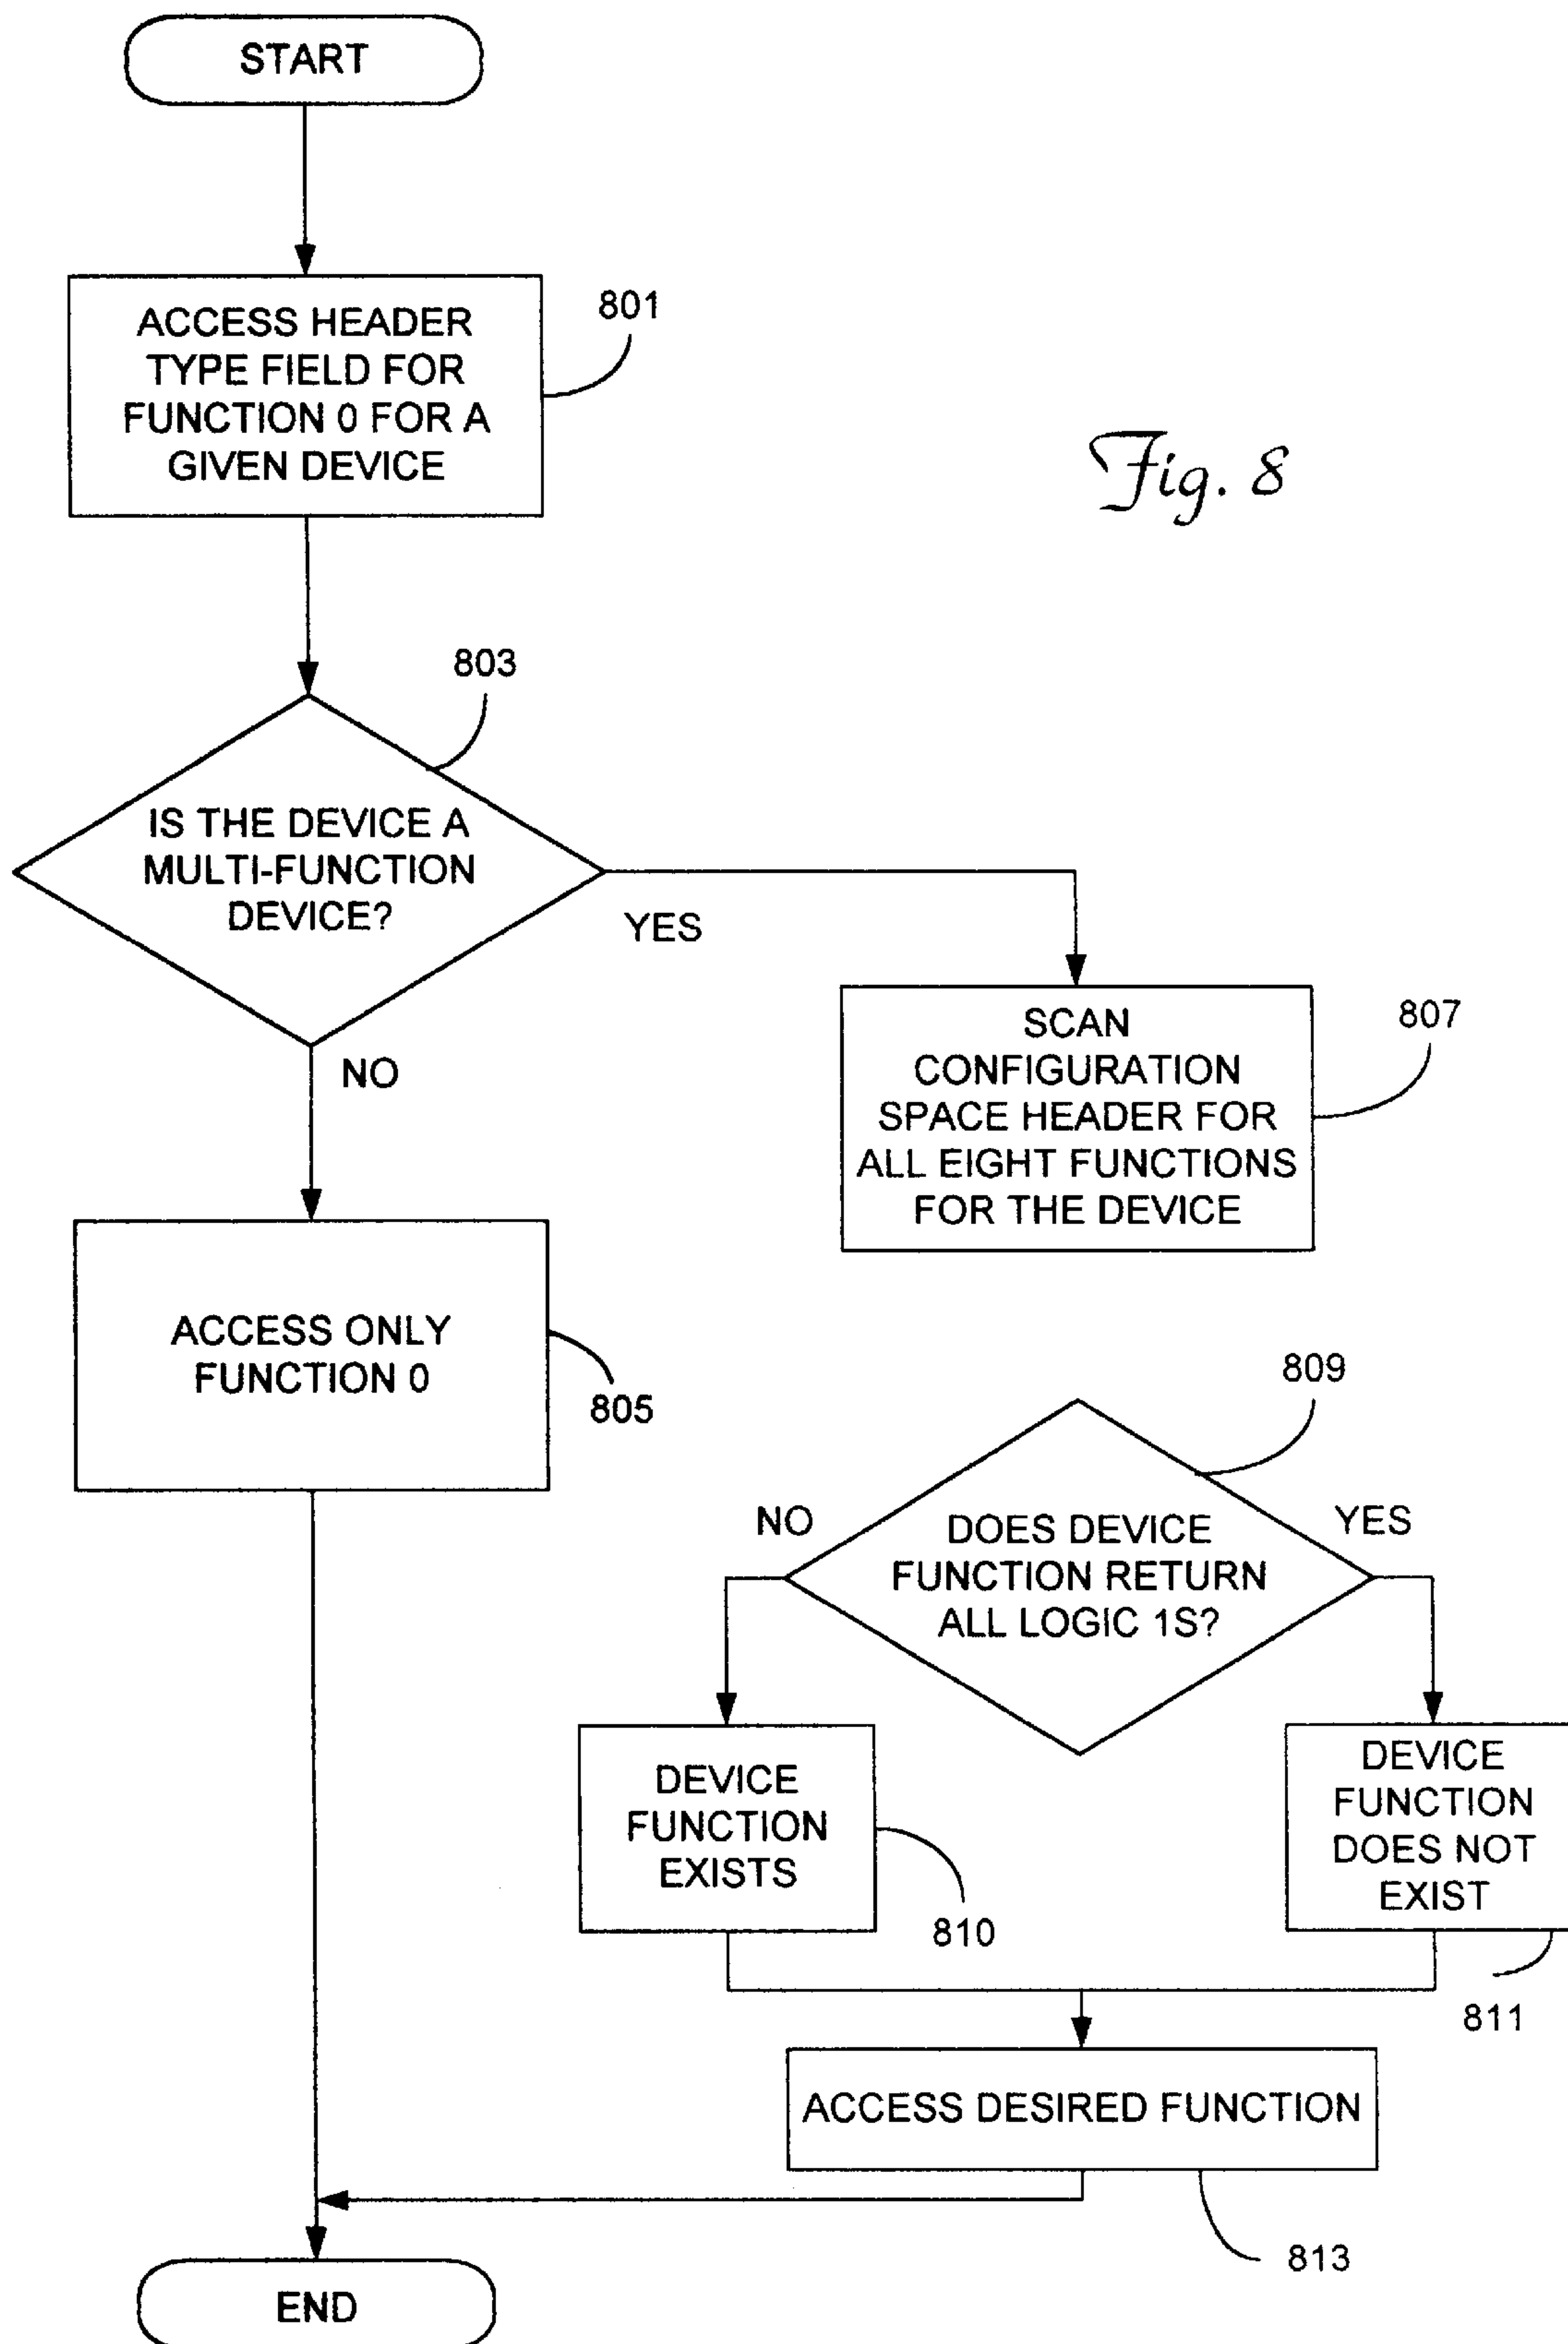 START
ACCESS HEADER
TYPE FIELD FOR
FUNCTION 0 FOR A
GIVEN DEVICE
801
Fig. 8
803
IS THE DEVICE A
MULTI-FUNCTION
DEVICE?
YES
NO
SCAN
CONFIGURATION
SPACE HEADER FOR
ALL EIGHT FUNCTIONS
FOR THE DEVICE
807
ACCESS ONLY
FUNCTION 0
805
809
DOES DEVICE
FUNCTION RETURN
ALL LOGIC 1S?
NO
YES
DEVICE
FUNCTION
EXISTS
810
DEVICE
FUNCTION
DOES NOT
EXIST
811
ACCESS DESIRED FUNCTION
813
END